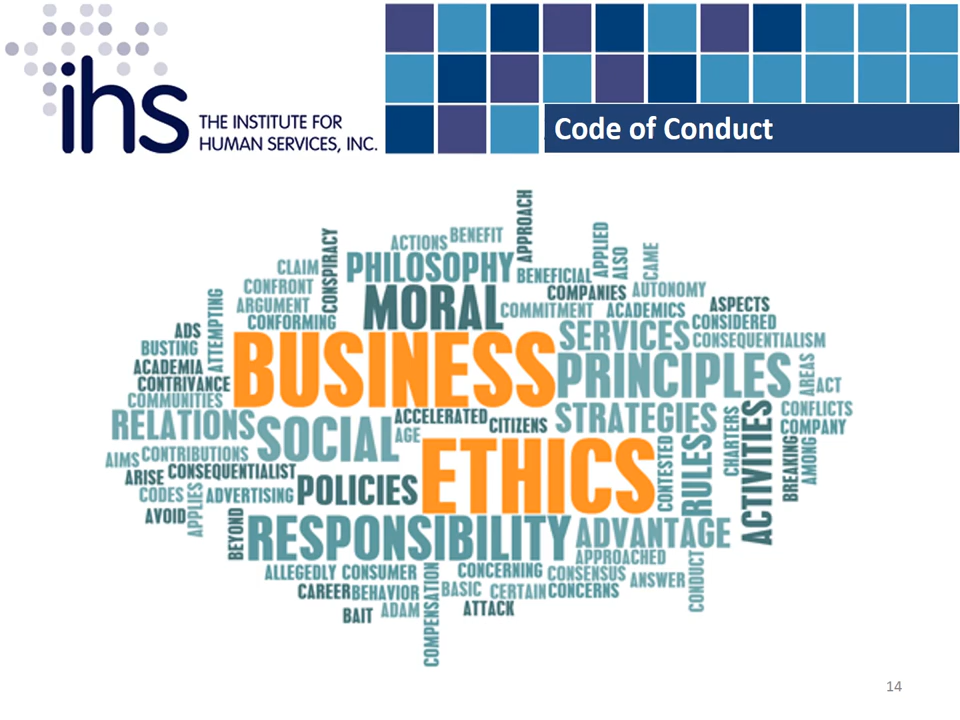 ihs
THE INSTITUTE FOR
HUMAN SERVICES, INC.
Code of Conduct
APPROACH
ACTIONS
BENEFIT
CONSPIRACY
APPLIED
ALSO
CAME
CLAIM
PHILOSOPHY
BENEFICIAL
CONFRONT
MORAL
COMPANIES
AUTONOMY
ARGUMENT
COMMITMENT
ACADEMICS
ASPECTS
CONFORMING
ATTEMPTING
ADS
BUSINESS
SERVICES
CONSIDERED
BUSTING
CONSEQUENTIALISM
ACADEMIA
PRINCIPLES
AREAS
ACT
CONTRIVANCE
COMMUNITIES
RELATIONS
SOCIAL
ACCELERATED
CITIZENS
STRATEGIES
CHARTERS
ACTIVITIES
CONFLICTS
COMPANY
AGE
AIMS
CONTRIBUTIONS
ETHICS
CONTESTED
RULES
BREAKING
AMONG
ARISE
CONSEQUENTIALIST
CODES
APPLIES
ADVERTISING
POLICIES
AVOID
BEYOND
RESPONSIBILITY
ADVANTAGE
APPROACHED
ALLEGEDLY
CONSUMER
CONCERNING
CONSENSUS
ANSWER
CONDUCT
CAREER
BEHAVIOR
COMPENSATION
BASIC
CERTAIN
CONCERNS
BAIT
ADAM
ATTACK
14